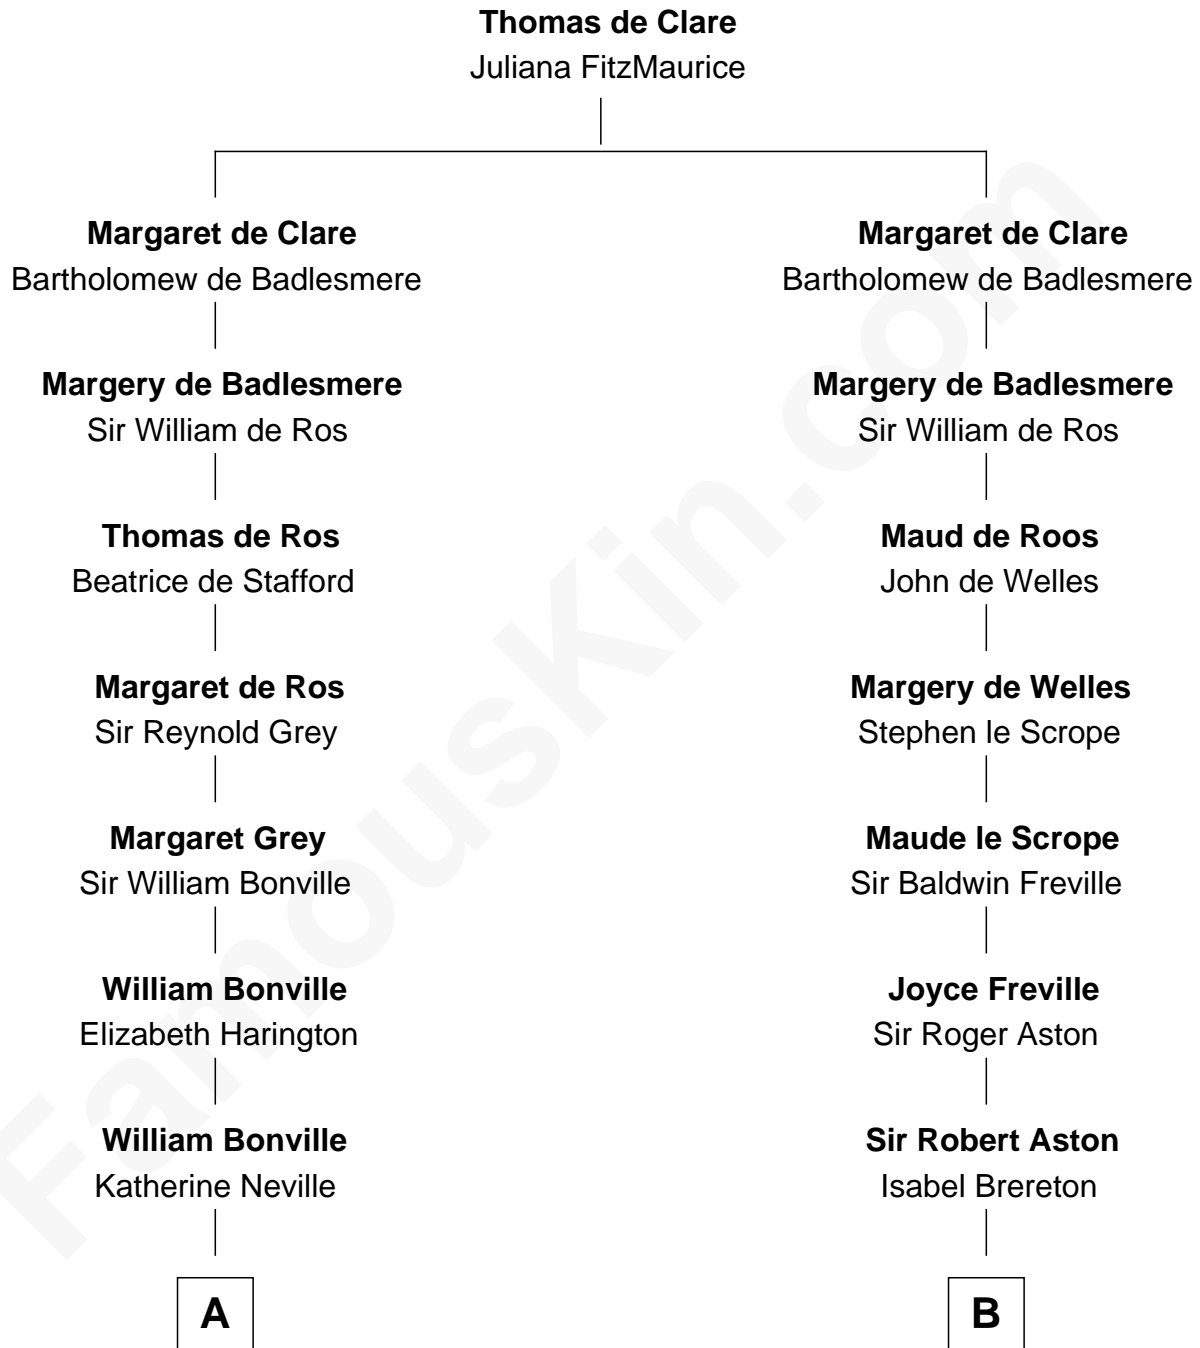 Thomas de Clare
Juliana FitzMaurice
Margaret de Clare
Bartholomew de Badlesmere
Margery de Badlesmere
Sir William de Ros
Thomas de Ros
Beatrice de Stafford
Margaret de Ros
Sir Reynold Grey
Margaret Grey
Sir William Bonville
William Bonville
Elizabeth Harington
William Bonville
Katherine Neville
A
Margaret de Clare
Bartholomew de Badlesmere
Margery de Badlesmere
Sir William de Ros
Maud de Roos
John de Welles
Margery de Welles
Stephen le Scrope
Maude le Scrope
Sir Baldwin Freville
Joyce Freville
Sir Roger Aston
Sir Robert Aston
Isabel Brereton
B
FamousKin.com